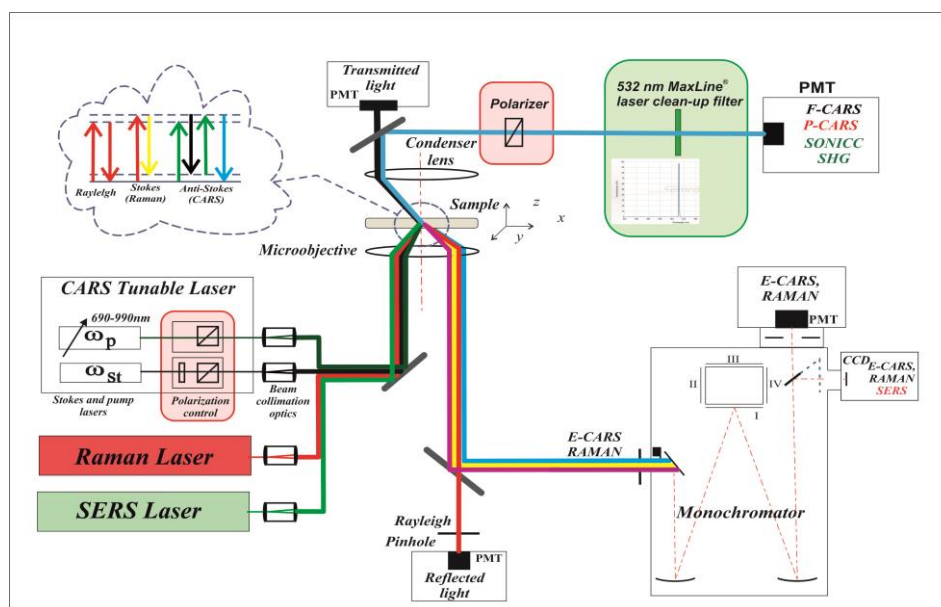 Transmitted
light
PMT
Polarizer
532 nm MaxLine®
laser clean-up filter
PMT
F-CARS
P-CARS
SONICC
SHG
Rayleigh
Stokes
(Raman)
Anti-Stokes
(CARS)
Condenser
lens
Sample
z
x
y
Microobjective
CARS Tunable Laser
690-990nm
ωp
ωSt
Stokes and pump
lasers
Polarization
control
Beam
collimation
optics
Raman Laser
SERS Laser
E-CARS,
RAMAN
PMT
III
II
IV
I
CCD
E-CARS,
RAMAN
SERS
E-CARS
RAMAN
Monochromator
Rayleigh
Pinhole
PMT
Reflected
light